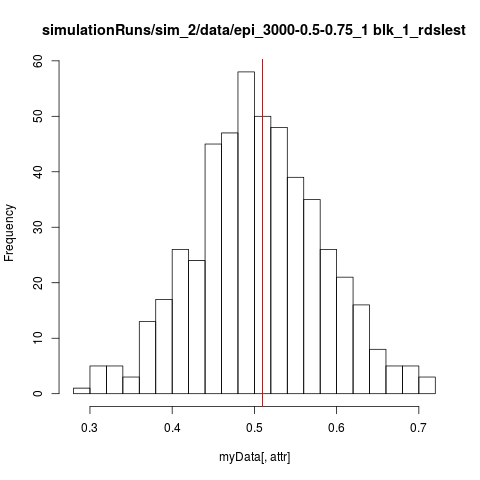 simulationRuns/sim_2/data/epi_3000-0.5-0.75_1 blk_1_rdslest
Frequency
60
50
40
30
20
10
0
0.3 0.4 0.5 0.6 0.7
myData[, attr]